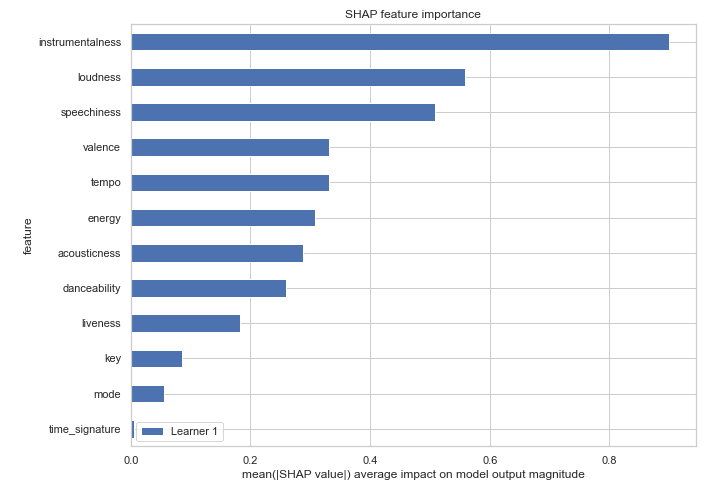 SHAP feature importance
instrumentalness
loudness
speechiness
valence
tempo
energy
acousticness
danceability
liveness
key
mode
time_signature
feature
Learner 1
0.0 0.2 0.4 0.6 0.8
mean(|SHAP value|) average impact on model output magnitude